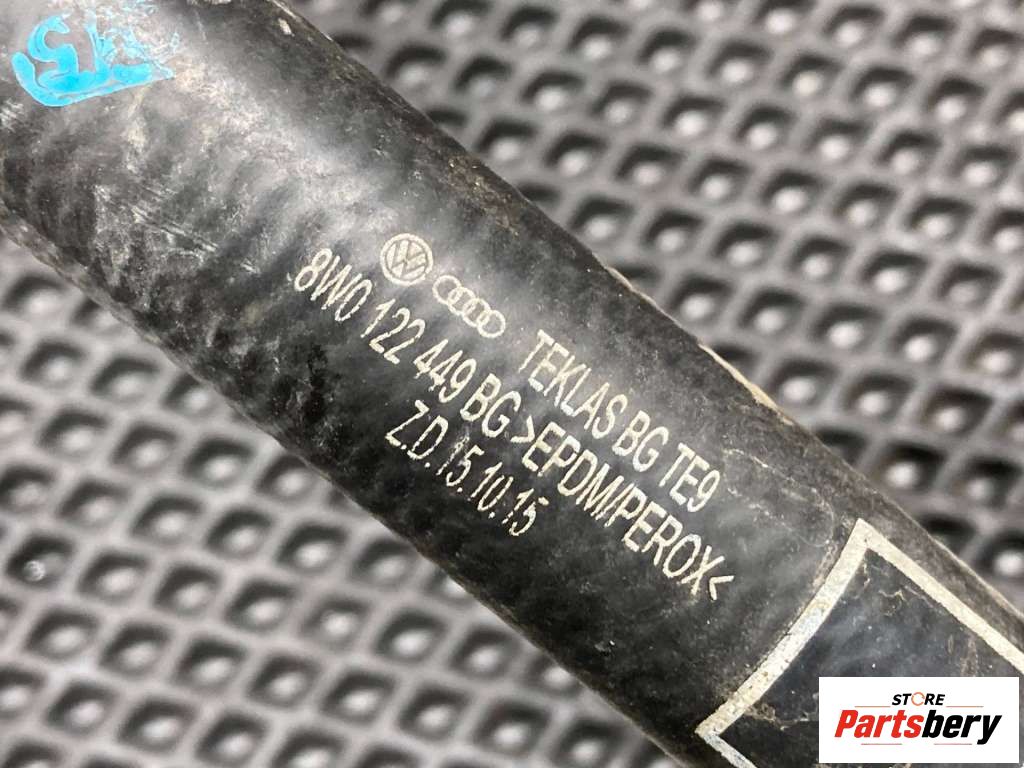 TEKLAS BG TE9
8W0 122 449 BG >EPDM/PEROX<
Z.D.15.10.15
STORE
Partsbery